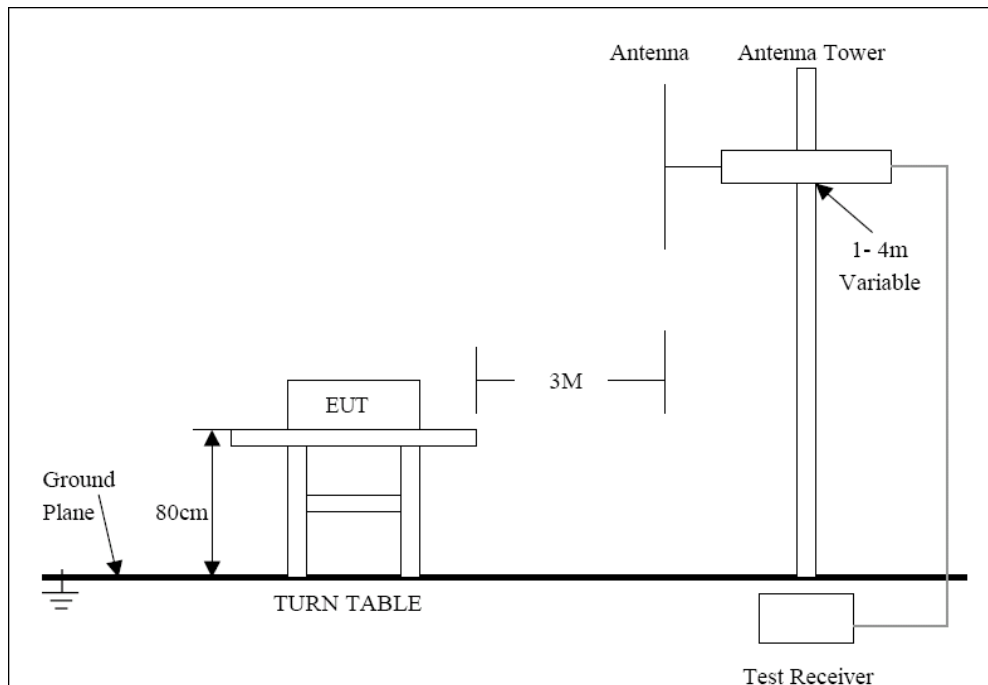 Antenna
Antenna Tower
1- 4m
Variable
3M
EUT
Ground
Plane
80cm
TURN TABLE
Test Receiver